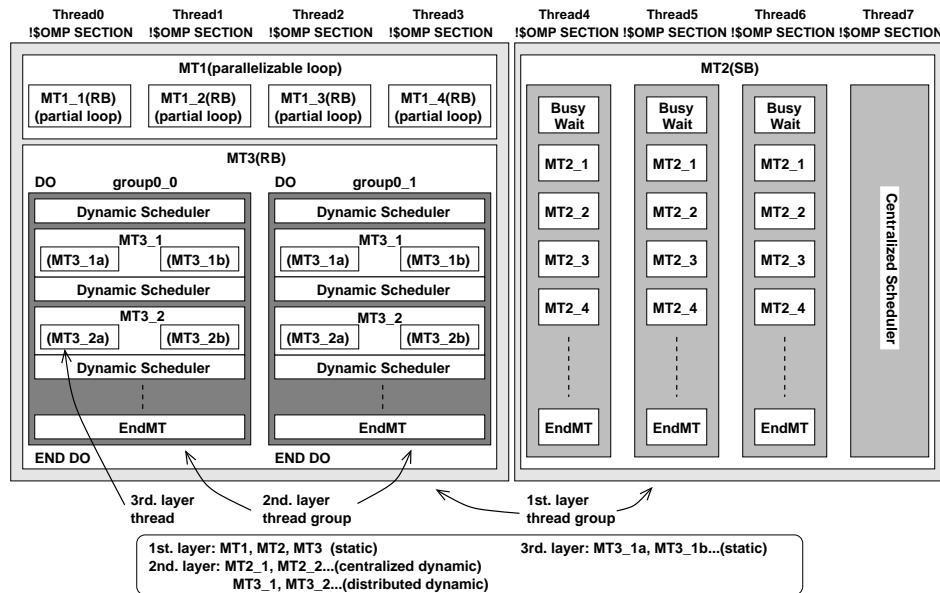 Thread0 Thread1 Thread2 Thread3 Thread4 Thread5 Thread6 Thread7
!$OMP SECTION !$OMP SECTION !$OMP SECTION !$OMP SECTION !$OMP SECTION !$OMP SECTION !$OMP SECTION !$OMP SECTION
MT1(parallelizable loop)
MT1_1(RB) MT1_2(RB) MT1_3(RB) MT1_4(RB)
(partial loop) (partial loop) (partial loop) (partial loop)
MT3(RB)
DO group0_0 DO group0_1
Dynamic Scheduler Dynamic Scheduler
MT3_1 MT3_1
(MT3_1a) (MT3_1b) (MT3_1a) (MT3_1b)
Dynamic Scheduler Dynamic Scheduler
MT3_2 MT3_2
(MT3_2a) (MT3_2b) (MT3_2a) (MT3_2b)
Dynamic Scheduler Dynamic Scheduler
EndMT EndMT
END DO END DO
MT2(SB)
Busy Busy Busy
Wait Wait Wait
MT2_1 MT2_1 MT2_1
MT2_2 MT2_2 MT2_2
MT2_3 MT2_3 MT2_3
MT2_4 MT2_4 MT2_4
EndMT EndMT EndMT
Centralized Scheduler
3rd. layer 2nd. layer 1st. layer
thread thread group thread group
1st. layer: MT1, MT2, MT3 (static) 3rd. layer: MT3_1a, MT3_1b...(static)
2nd. layer: MT2_1, MT2_2...(centralized dynamic)
MT3_1, MT3_2...(distributed dynamic)